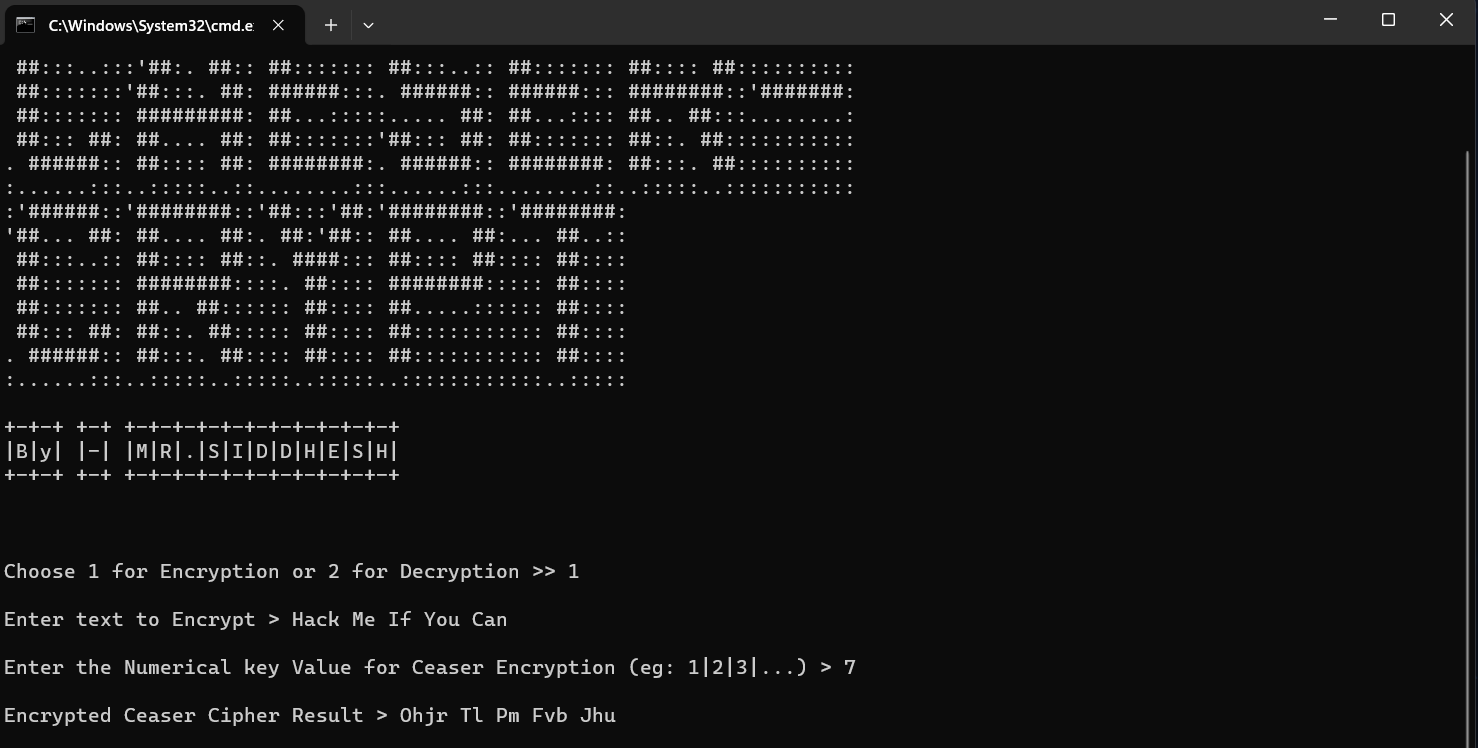 C:\Windows\System32\cmd.e
 ##:::..:::'##:. ##:: ##::::::: ##:::..:: ##::::::: ##:::: ##::::::::::
 ##:::::::'##:::. ##: ######:::. ######:: ######::: ########::'#######:
 ##::::::: #########: ##...:::::..... ##: ##...:::: ##.. ##:::........:
 ##::: ##: ##.... ##: ##::::::::'##::: ##: ##::::::: ##::. ##:::::::::::
. ######:: ##:::: ##: ########:. ######:: ########: ##:::. ##::::::::::
:......:::..:::::..::........:::......:::........::..:::::..:::::::::::
:'######::'########::'##:::'##:'########::'########:
'##... ##: ##.... ##:. ##:'##:: ##.... ##:... ##..::
 ##:::..:: ##:::: ##::. ####::: ##:::: ##:::: ##::::
 ##::::::: ########::::. ##:::: ########::::: ##::::
 ##::::::: ##.. ##:::::: ##:::: ##.....:::::: ##::::
 ##::: ##: ##::. ##::::: ##:::: ##::::::::::: ##::::
. ######:: ##:::. ##:::: ##:::: ##::::::::::: ##::::
:......:::..:::::..:::::..:::::..:::::::::::::..:::::
+-+-+ +-+ +-+-+-+-+-+-+-+-+-+-+-+
|B|y| |-| |M|R|.|S|I|D|D|H|E|S|H|
+-+-+ +-+ +-+-+-+-+-+-+-+-+-+-+-+
Choose 1 for Encryption or 2 for Decryption >> 1
Enter text to Encrypt > Hack Me If You Can
Enter the Numerical key Value for Ceaser Encryption (eg: 1|2|3|...) > 7
Encrypted Ceaser Cipher Result > Ohjr Tl Pm Fvb Jhu